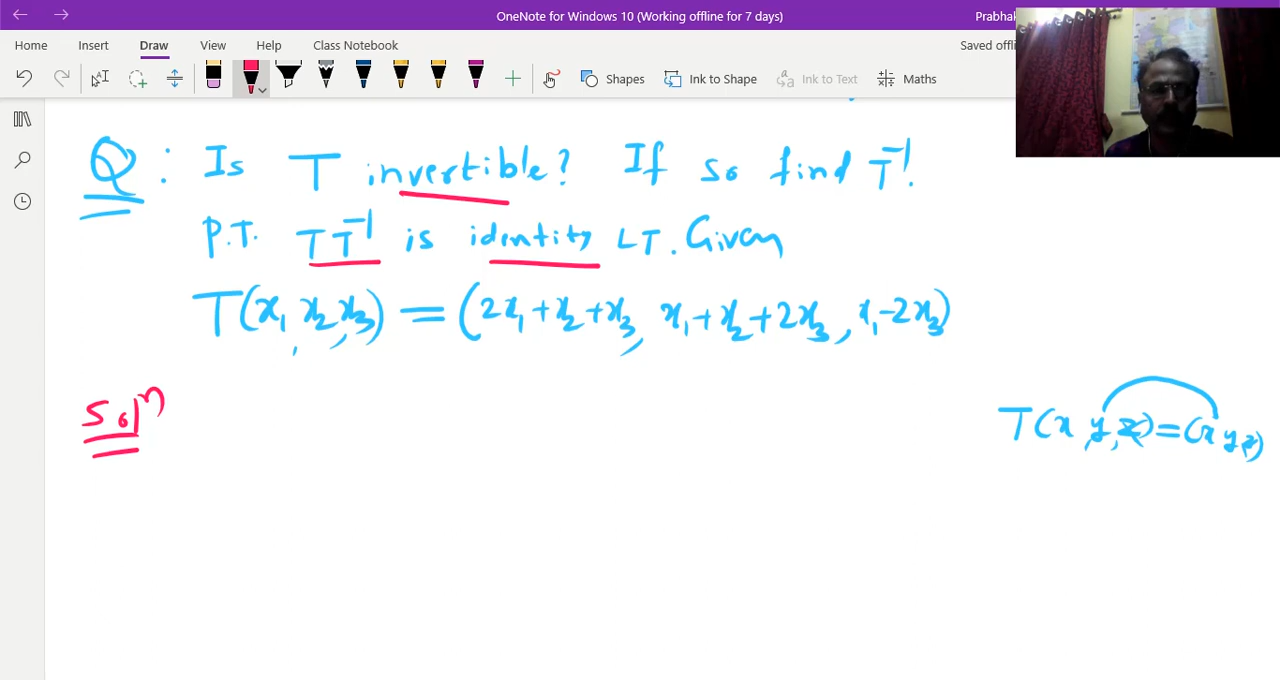 OneNote for Windows 10 (Working offline for 7 days)
Prabhak
Home Insert Draw View Help Class Notebook
Saved offli
Shapes Ink to Shape Ink to Text Maths
Q : Is T invertible? If so find T⁻¹.
P.T. TT⁻¹ is identity LT. Given
T(x₁, x₂, x₃) = (2x₁+x₂+x₃, x₁+x₂+2x₃, x₁-2x₃)
Solⁿ
T(x, y, z)=(x y z)